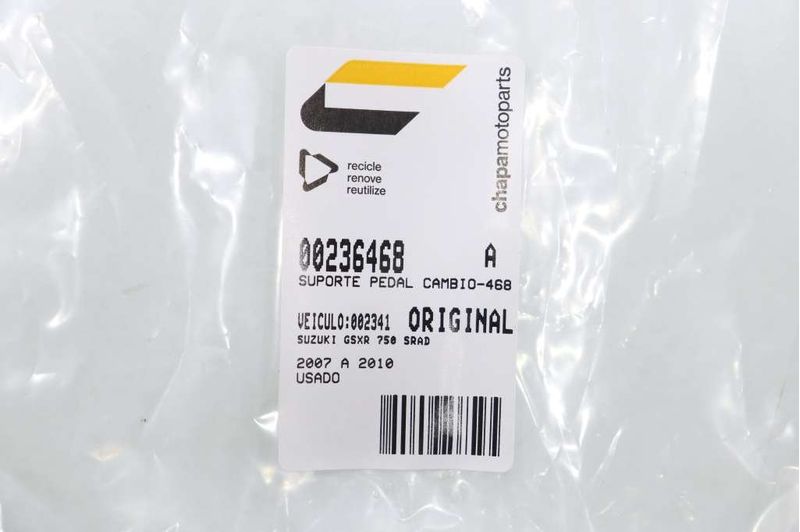 chapamotoparts
recicle
renove
reutilize
00236468 A
SUPORTE PEDAL CAMBIO-468
VEICULO:002341 ORIGINAL
SUZUKI GSXR 750 SRAD
2007 A 2010
USADO